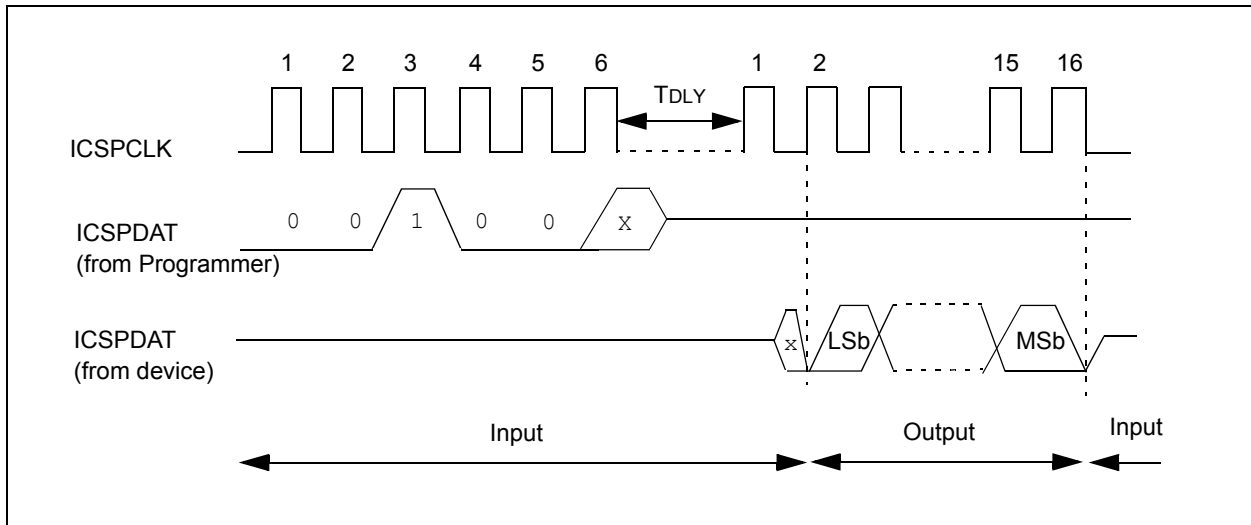 1 2 3 4 5 6 1 2 15 16
TDLY
ICSPCLK
0 0 1 0 0 X
ICSPDAT
(from Programmer)
ICSPDAT
(from device)
x LSb MSb
Input Output Input